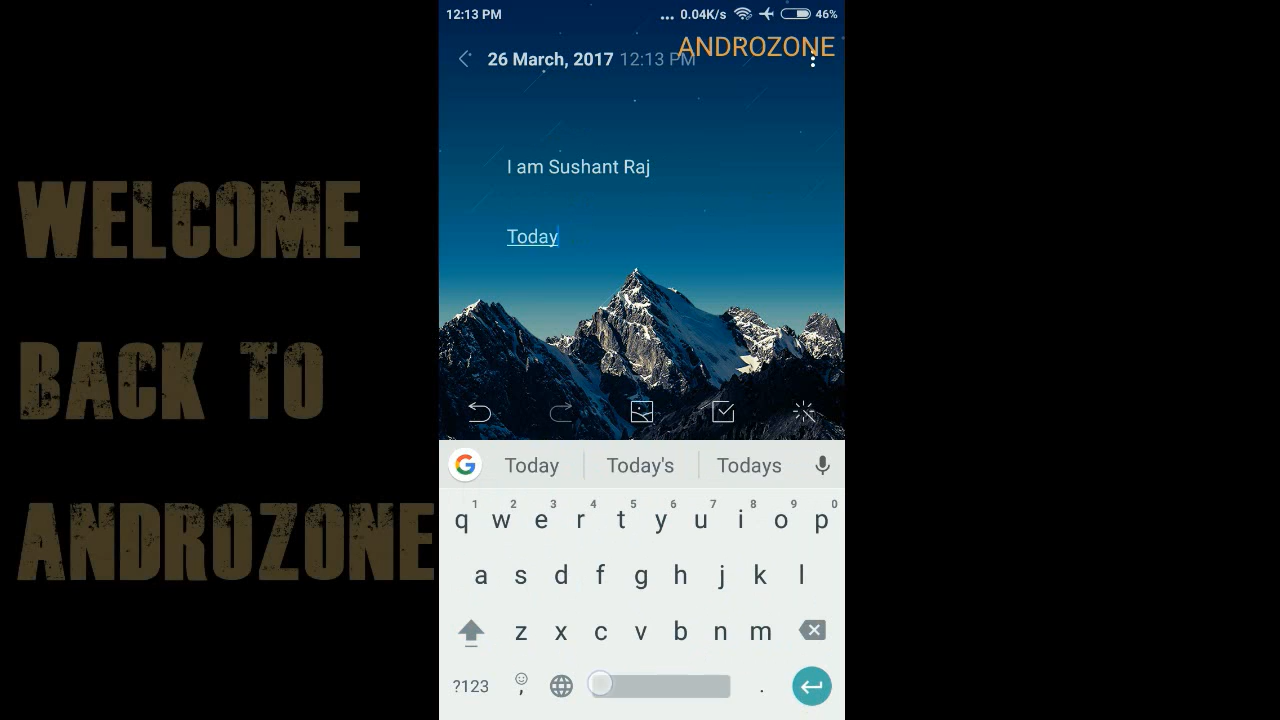 WELCOME
BACK TO
ANDROZONE
12:13 PM
... 0.04K/s
46%
ANDROZONE
26 March, 2017 12:13 PM
I am Sushant Raj
Today
G Today Today's Todays
1 2 3 4 5 6 7 8 9 0
q w e r t y u i o p
a s d f g h j k l
z x c v b n m
?123 , .